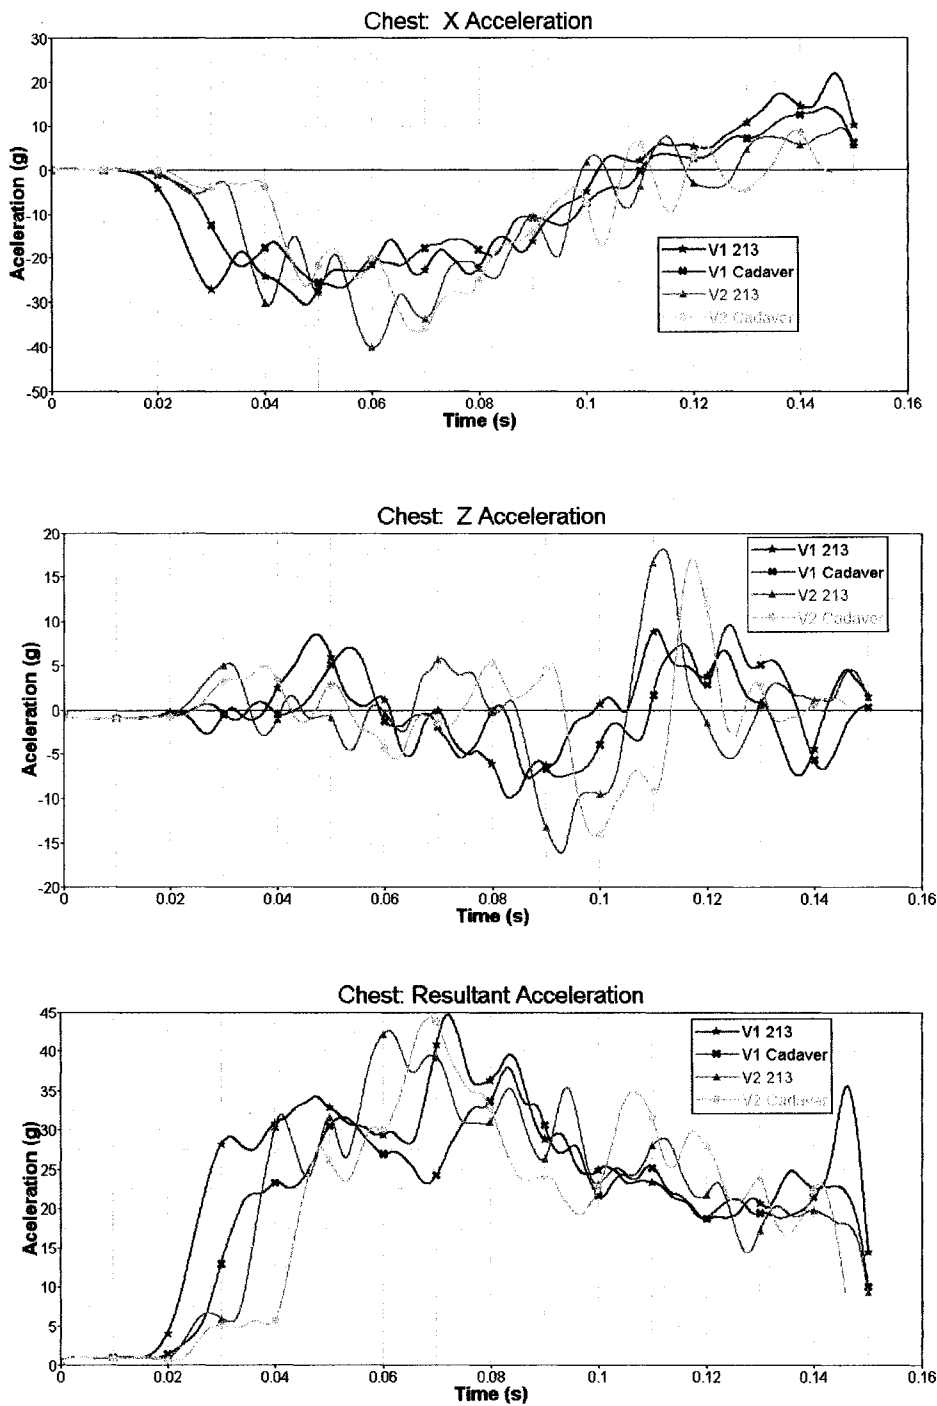 Chest: X Acceleration
30
20
10
0
-10
-20
-30
-40
-50
Aceleration (g)
V1 213
V1 Cadaver
V2 213
V2 Cadaver
0 0.02 0.04 0.06 0.08 0.1 0.12 0.14 0.16
Time (s)
Chest: Z Acceleration
20
15
10
5
0
-5
-10
-15
-20
Aceleration (g)
V1 213
V1 Cadaver
V2 213
V2 Cadaver
0 0.02 0.04 0.06 0.08 0.1 0.12 0.14 0.16
Time (s)
Chest: Resultant Acceleration
45
40
35
30
25
20
15
10
5
0
Aceleration (g)
V1 213
V1 Cadaver
V2 213
V2 Cadaver
0 0.02 0.04 0.06 0.08 0.1 0.12 0.14 0.16
Time (s)